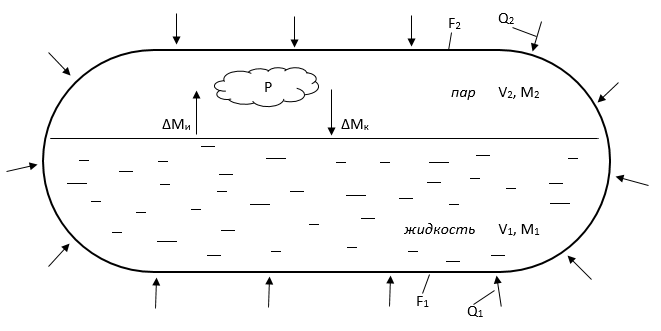 Q₂
F₂
P
пар V₂, M₂
ΔMи ΔMк
жидкость V₁, M₁
F₁
Q₁